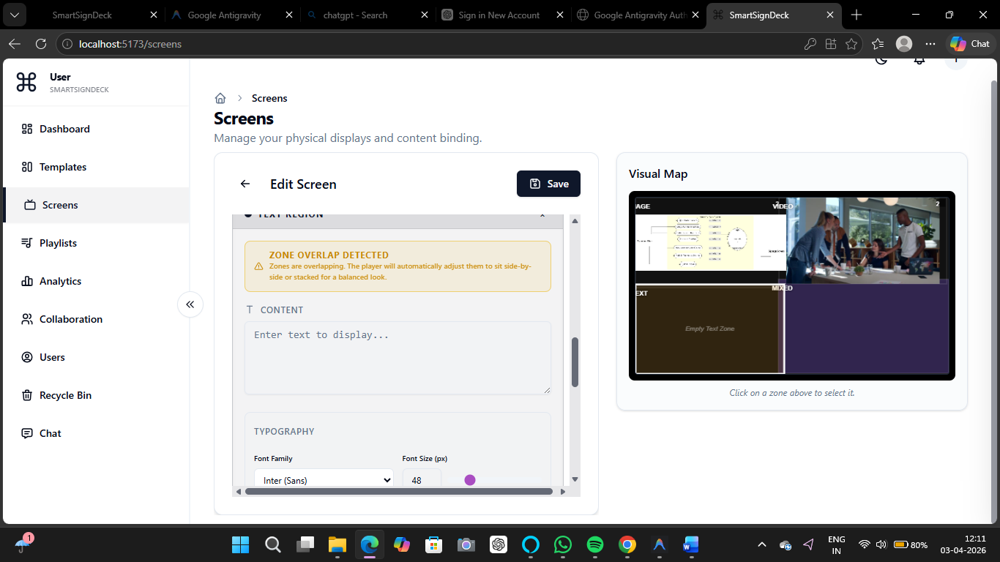 SmartSignDeck
Google Antigravity
chatgpt - Search
Sign in New Account
Google Antigravity Auth
SmartSignDeck
localhost:5173/screens
Chat
User
SMARTSIGNDECK
Dashboard
Templates
Screens
Playlists
Analytics
Collaboration
Users
Recycle Bin
Chat
Screens
Screens
Manage your physical displays and content binding.
Edit Screen
Save
TEXT REGION
ZONE OVERLAP DETECTED
Zones are overlapping. The player will automatically adjust them to sit side-by-
side or stacked for a balanced look.
CONTENT
Enter text to display...
TYPOGRAPHY
Font Family
Font Size (px)
Inter (Sans)
48
Visual Map
AGE
VIDEO
2
EXT
MIXED
Empty Text Zone
Click on a zone above to select it.
1
ENG
IN
80%
12:11
03-04-2026